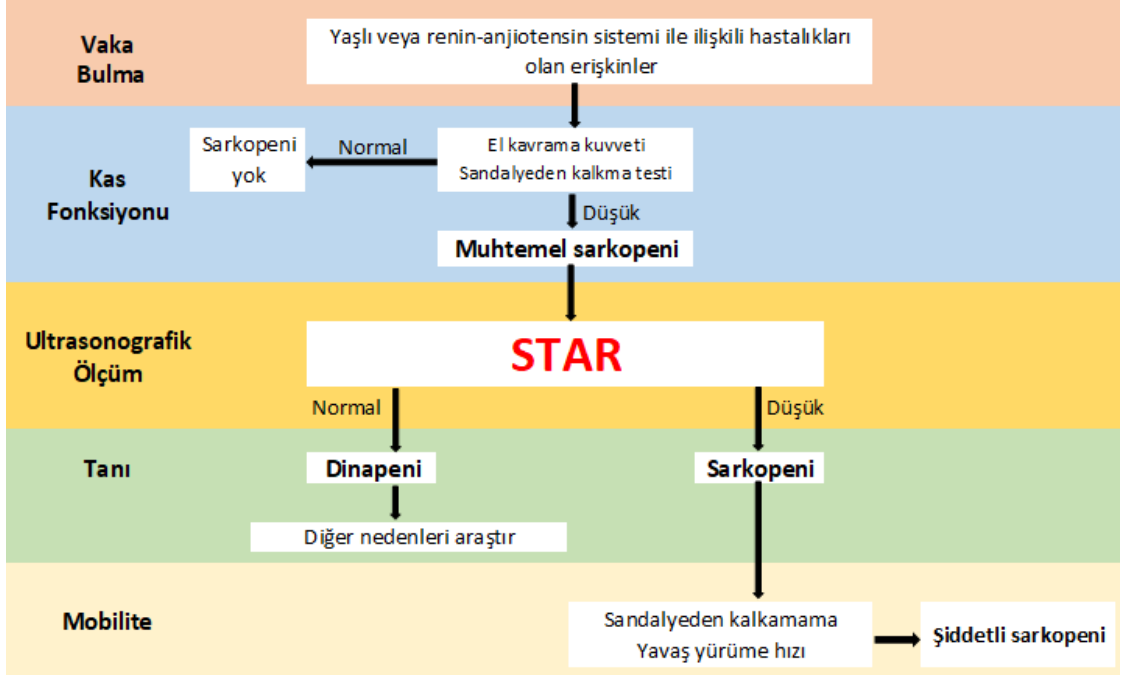 Vaka
Bulma
Yaşlı veya renin-anjiotensin sistemi ile ilişkili hastalıkları
olan erişkinler
Kas
Fonksiyonu
Sarkopeni
yok
Normal
El kavrama kuvveti
Sandalyeden kalkma testi
Düşük
Muhtemel sarkopeni
Ultrasonografik
Ölçüm
STAR
Normal
Düşük
Tanı
Dinapeni
Sarkopeni
Diğer nedenleri araştır
Mobilite
Sandalyeden kalkamama
Yavaş yürüme hızı
Şiddetli sarkopeni